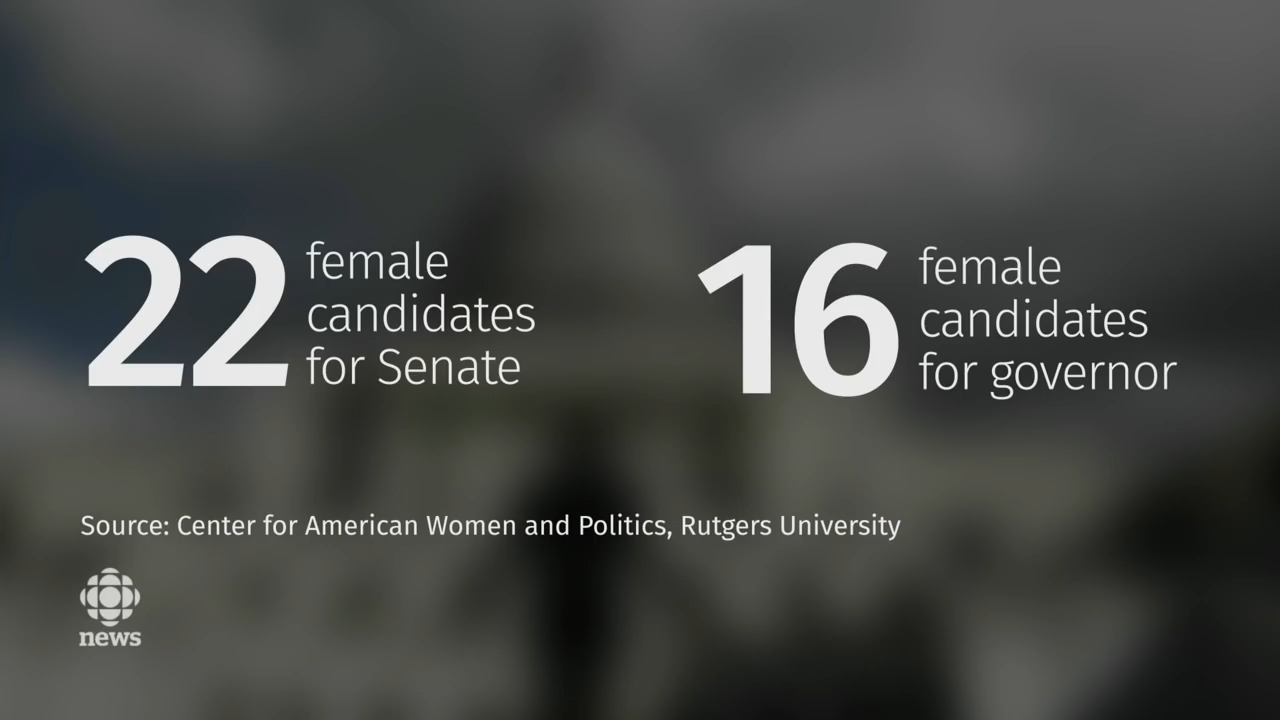 22
female
candidates
for Senate
16
female
candidates
for governor
Source: Center for American Women and Politics, Rutgers University
news